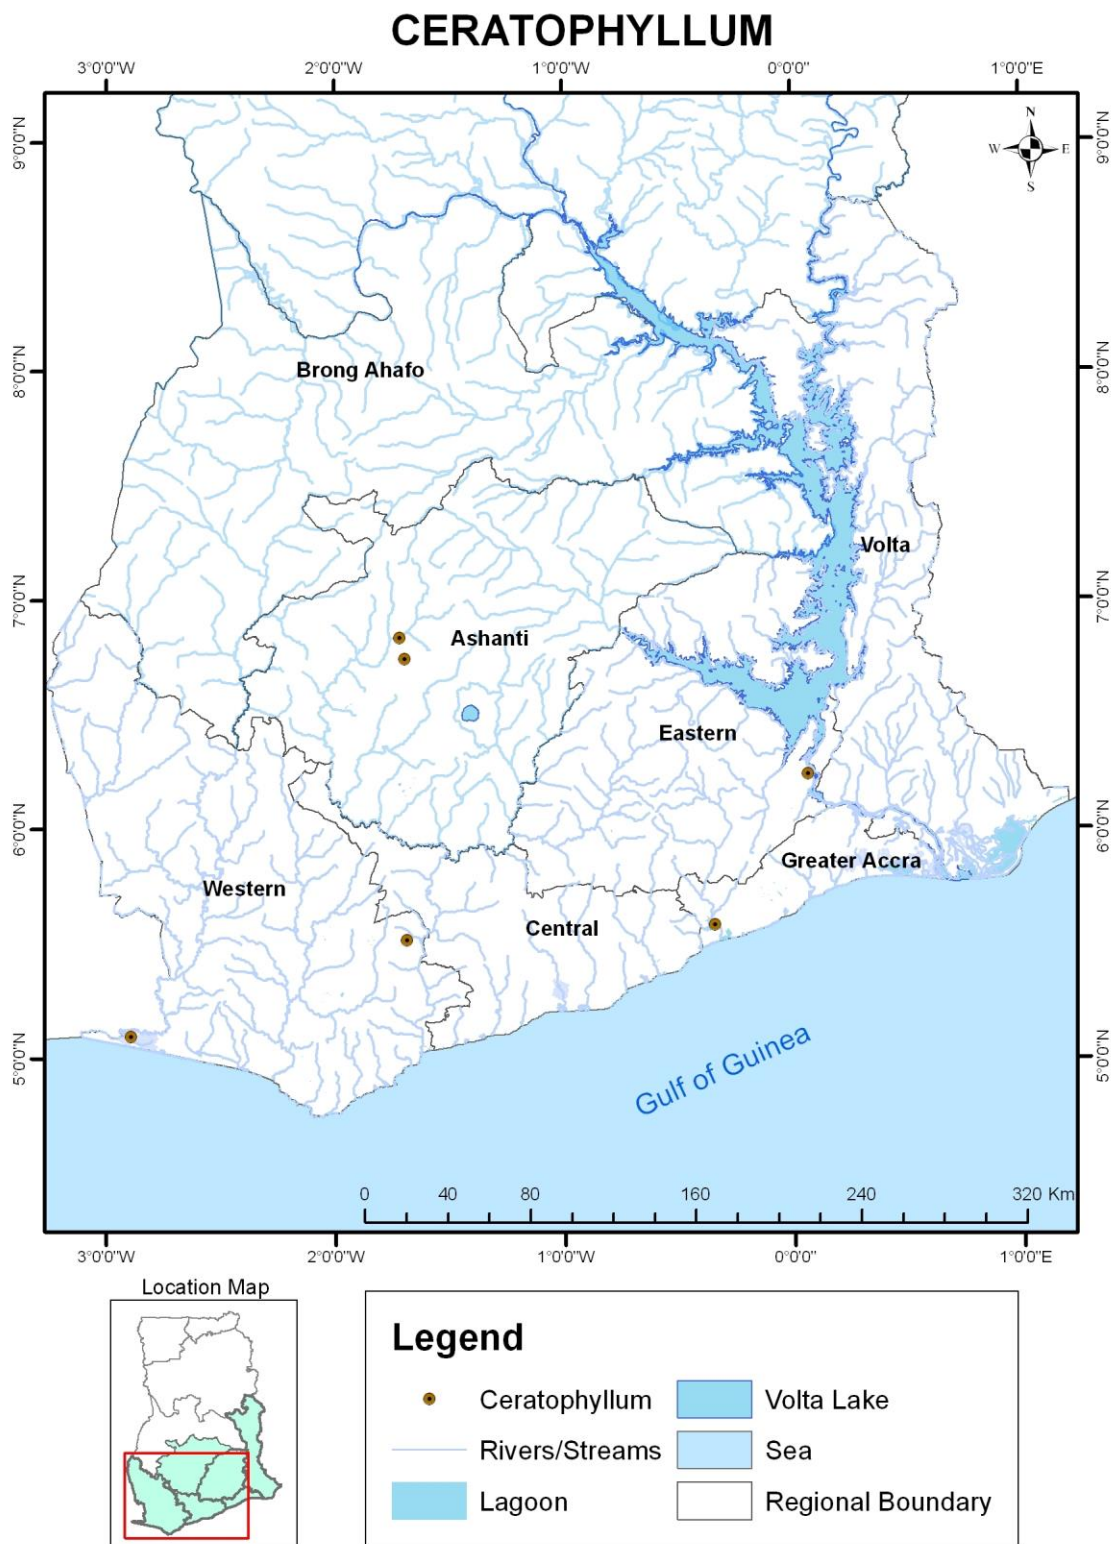 CERATOPHYLLUM
3°0'0"W 2°0'0"W 1°0'0"W 0°0'0" 1°0'0"E
N
W E
S
9°0'0"N 9°0'0"N
8°0'0"N 8°0'0"N
Brong Ahafo
Volta
7°0'0"N 7°0'0"N
Ashanti
Eastern
6°0'0"N 6°0'0"N
Greater Accra
Western
Central
5°0'0"N 5°0'0"N
Gulf of Guinea
0 40 80 160 240 320 Km
3°0'0"W 2°0'0"W 1°0'0"W 0°0'0" 1°0'0"E
Location Map
Legend
Ceratophyllum
Rivers/Streams
Lagoon
Volta Lake
Sea
Regional Boundary